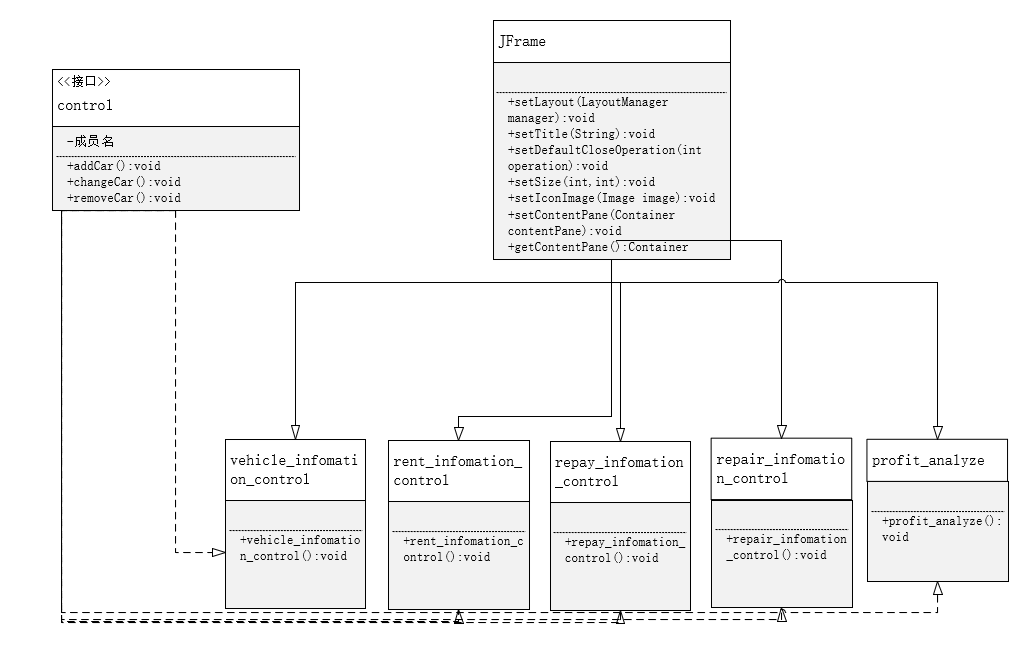 <<接口>>
control
-成员名
+addCar():void
+changeCar():void
+removeCar():void
JFrame
+setLayout(LayoutManager
manager):void
+setTitle(String):void
+setDefaultCloseOperation(int
operation):void
+setSize(int,int):void
+setIconImage(Image image):void
+setContentPane(Container
contentPane):void
+getContentPane():Container
vehicle_infomati
on_control
+vehicle_infomatio
n_control():void
rent_infomation_
control
+rent_infomation_c
ontrol():void
repay_infomation
_control
+repay_infomation_
control():void
repair_infomatio
n_control
+repair_infomation
_control():void
profit_analyze
+profit_analyze():
void